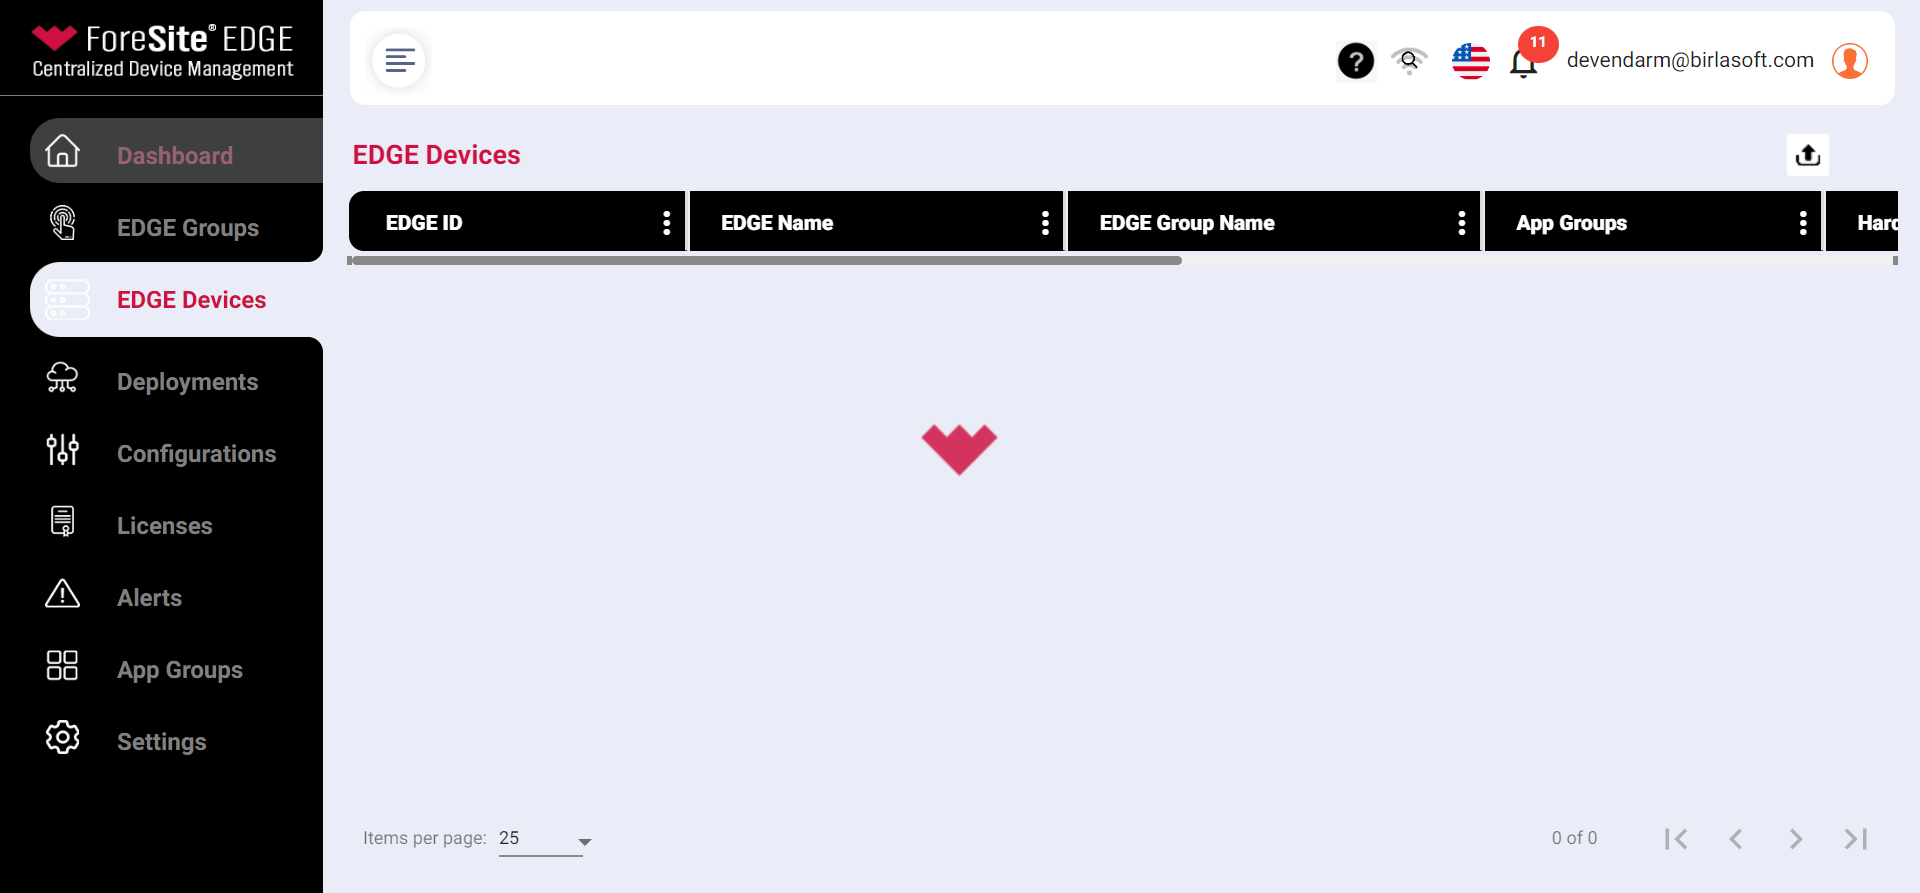 ForeSite® EDGE
Centralized Device Management
?
11
devendarm@birlasoft.com
Dashboard
EDGE Groups
EDGE Devices
Deployments
Configurations
Licenses
Alerts
App Groups
Settings
EDGE Devices
EDGE ID EDGE Name EDGE Group Name App Groups Hard
Items per page: 25
0 of 0